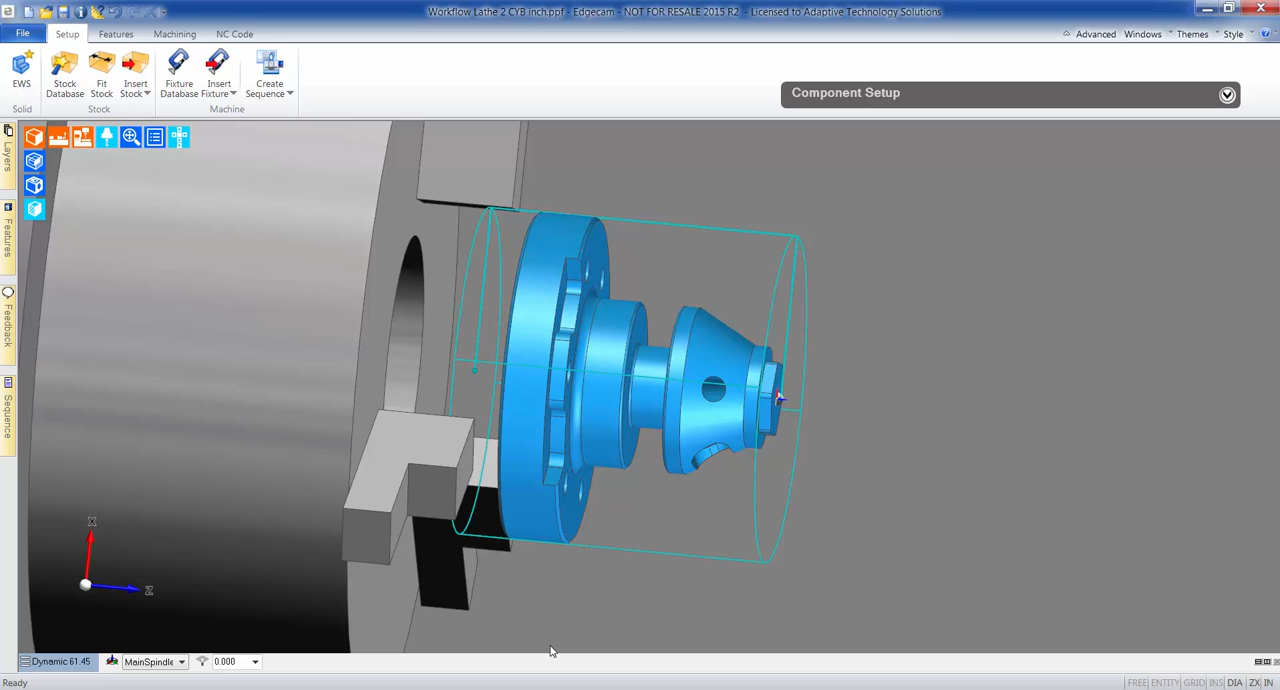 Workflow Lathe 2 CYB inch.ppf - Edgecam - NOT FOR RESALE 2015 R2 - Licensed to Adaptive Technology Solutions
File Setup Features Machining NC Code Advanced Windows Themes Style
EWS
Stock Database
Fit Stock
Insert Stock
Fixture Database
Insert Fixture
Create Sequence
Solid Stock Machine
Component Setup
Layers
Features
Feedback
Sequence
X
Z
Dynamic 61.45 MainSpindle 0.000
Ready FREE ENTITY GRID INS DIA ZX IN